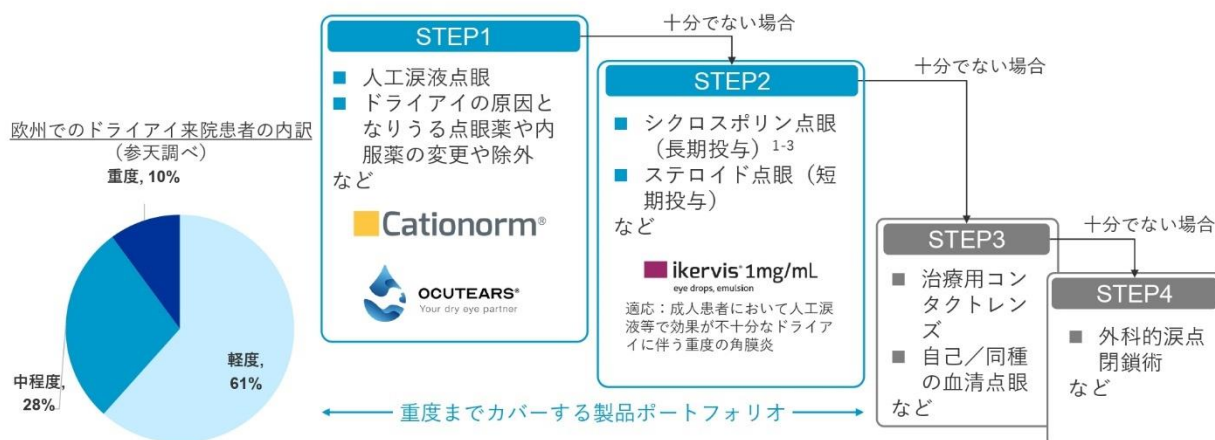 欧州でのドライアイ来院患者の内訳
（参天調べ）
重度, 10%
中程度,
28%
軽度,
61%
STEP1
■ 人工涙液点眼
■ ドライアイの原因と
なりうる点眼薬や内
服薬の変更や除外
など
Cationorm®
OCUTEARS®
Your dry eye partner
十分でない場合
STEP2
■ シクロスポリン点眼
（長期投与）1-3
■ ステロイド点眼（短
期投与）
など
ikervis® 1mg/mL
eye drops, emulsion
適応：成人患者において人工涙
液等で効果が不十分なドライア
イに伴う重度の角膜炎
十分でない場合
STEP3
■ 治療用コン
タクトレン
ズ
■ 自己／同種
の血清点眼
など
十分でない場合
STEP4
■ 外科的涙点
閉鎖術
など
重度までカバーする製品ポートフォリオ